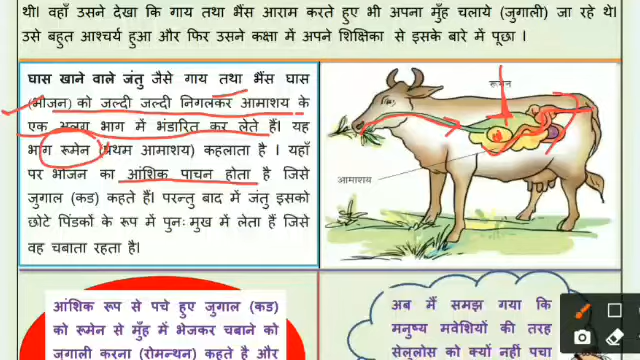 थी। वहाँ उसने देखा कि गाय तथा भैंस आराम करते हुए भी अपना मुँह चलाये (जुगाली) जा रहे थे।
उसे बहुत आश्चर्य हुआ और फिर उसने कक्षा में अपने शिक्षिका से इसके बारे में पूछा ।
घास खाने वाले जंतु जैसे गाय तथा भैंस घास
(भोजन) को जल्दी जल्दी निगलकर आमाशय के
एक अलग भाग में भंडारित कर लेते हैं। यह
भाग रूमेन (प्रथम आमाशय) कहलाता है । यहाँ
पर भोजन का आंशिक पाचन होता है जिसे
जुगाल (कड) कहते हैं। परन्तु बाद में जंतु इसको
छोटे पिंडकों के रूप में पुनः मुख में लेता हैं जिसे
वह चबाता रहता है।
रूमेन
आमाशय
आंशिक रूप से पचे हुए जुगाल (कड)
को रूमेन से मुँह में भेजकर चबाने को
जुगाली करना (रोमन्थन) कहते है और
अब मैं समझ गया कि
मनुष्य मवेशियों की तरह
सेलुलोस को क्यों नहीं पचा